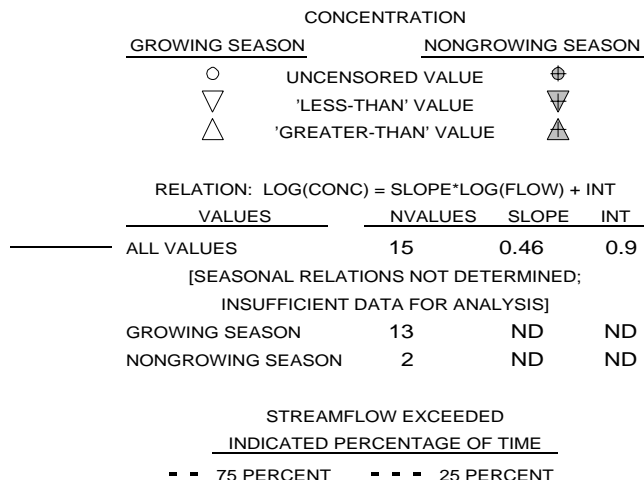 CONCENTRATION
GROWING SEASON NONGROWING SEASON
UNCENSORED VALUE
'LESS-THAN' VALUE
'GREATER-THAN' VALUE
RELATION: LOG(CONC) = SLOPE*LOG(FLOW) + INT
VALUES NVALUES SLOPE INT
ALL VALUES 15 0.46 0.9
[SEASONAL RELATIONS NOT DETERMINED;
INSUFFICIENT DATA FOR ANALYSIS]
GROWING SEASON 13 ND ND
NONGROWING SEASON 2 ND ND
STREAMFLOW EXCEEDED
INDICATED PERCENTAGE OF TIME
75 PERCENT 25 PERCENT